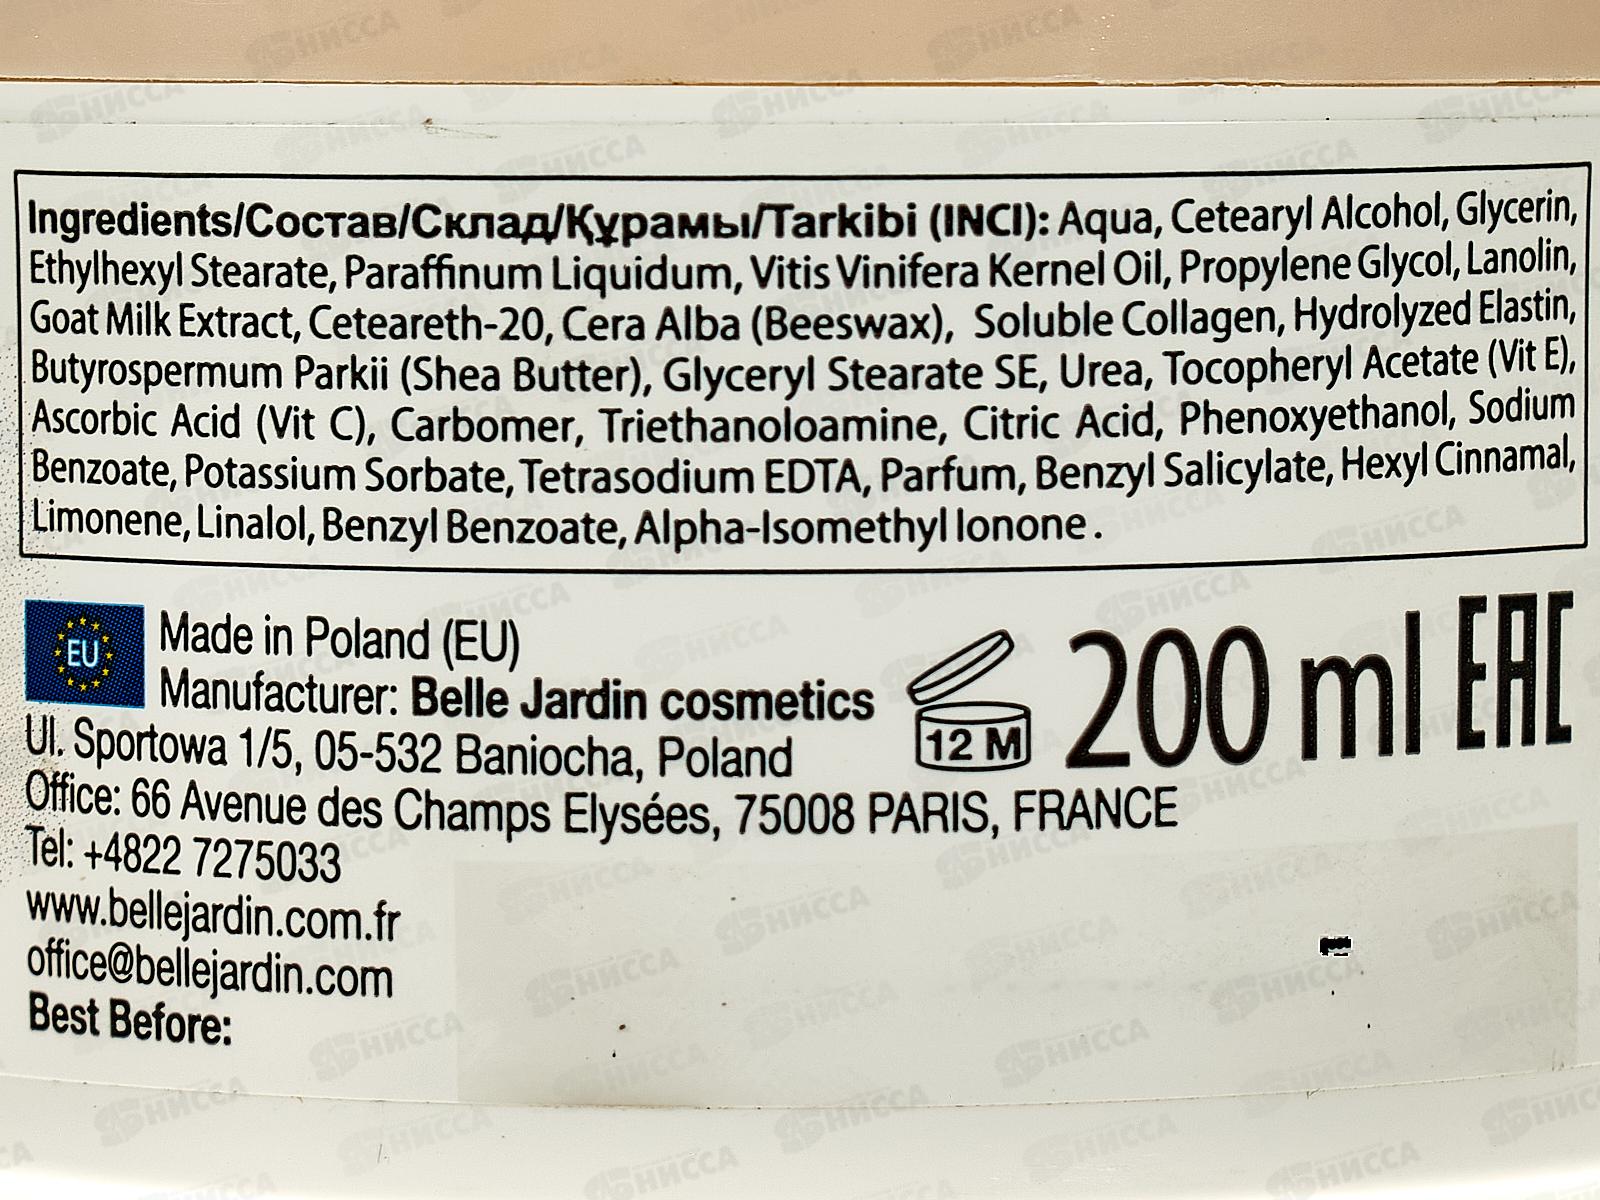 Ingredients/Состав/Склад/Құрамы/Tarkibi (INCI): Aqua, Cetearyl Alcohol, Glycerin,
Ethylhexyl Stearate, Paraffinum Liquidum, Vitis Vinifera Kernel Oil, Propylene Glycol, Lanolin,
Goat Milk Extract, Ceteareth-20, Cera Alba (Beeswax), Soluble Collagen, Hydrolyzed Elastin,
Butyrospermum Parkii (Shea Butter), Glyceryl Stearate SE, Urea, Tocopheryl Acetate (Vit E),
Ascorbic Acid (Vit C), Carbomer, Triethanoloamine, Citric Acid, Phenoxyethanol, Sodium
Benzoate, Potassium Sorbate, Tetrasodium EDTA, Parfum, Benzyl Salicylate, Hexyl Cinnamal,
Limonene, Linalol, Benzyl Benzoate, Alpha-Isomethyl Ionone.
EU
Made in Poland (EU)
Manufacturer: Belle Jardin cosmetics
Ul. Sportowa 1/5, 05-532 Baniocha, Poland
12 M
200 ml EAC
Office: 66 Avenue des Champs Elysées, 75008 PARIS, FRANCE
Tel: +4822 7275033
www.bellejardin.com.fr
office@bellejardin.com
Best Before: